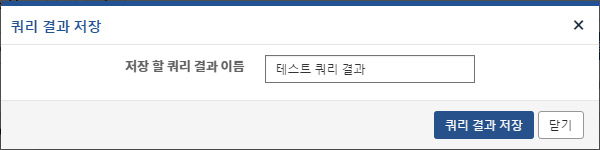 쿼리 결과 저장
저장 할 쿼리 결과 이름
테스트 쿼리 결과
쿼리 결과 저장
닫기